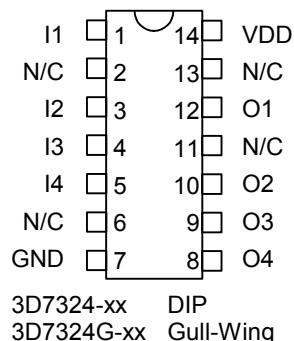 I1 1 14 VDD
N/C 2 13 N/C
I2 3 12 O1
I3 4 11 N/C
I4 5 10 O2
N/C 6 9 O3
GND 7 8 O4
3D7324-xx DIP
3D7324G-xx Gull-Wing